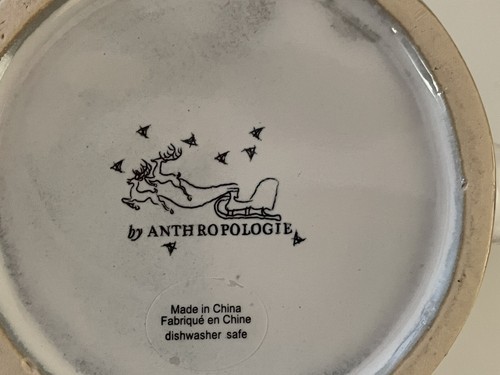 by ANTHROPOLOGIE
Made in China
Fabriqué en Chine
dishwasher safe